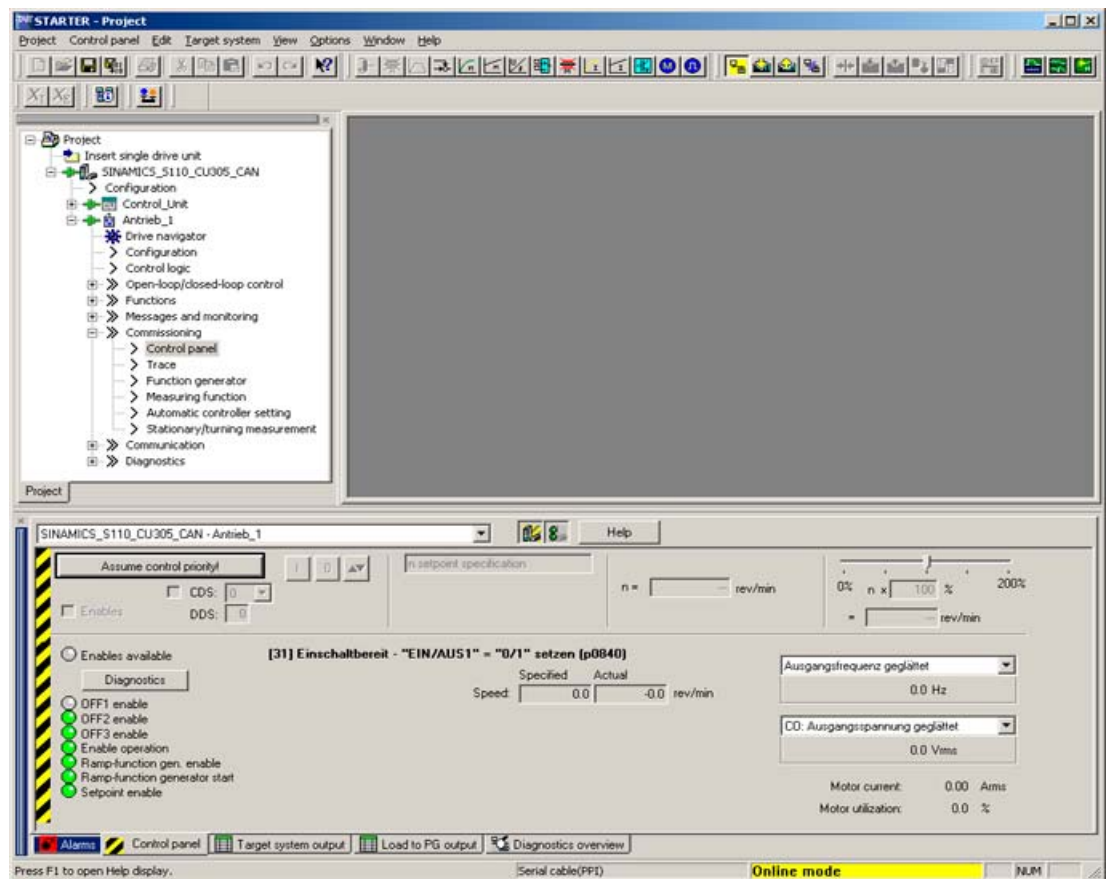 STARTER - Project
Project Control panel Edit Target system View Options Window Help
Project
Insert single drive unit
SINAMICS_S110_CU305_CAN
Configuration
Control_Unit
Antrieb_1
Drive navigator
Configuration
Control logic
Open-loop/closed-loop control
Functions
Messages and monitoring
Commissioning
Control panel
Trace
Function generator
Measuring function
Automatic controller setting
Stationary/turning measurement
Communication
Diagnostics
Project
SINAMICS_S110_CU305_CAN - Antrieb_1 Help
Assume control priority! I 0 n setpoint specification
CDS: 0 n = rev/min 0% n x 100 % 200%
Enables DDS: 0 = rev/min
Enables available [31] Einschaltbereit - "EIN/AUS1" = "0/1" setzen (p0840)
Specified Actual Ausgangsfrequenz geglättet
Diagnostics Speed: 0.0 -0.0 rev/min 0.0 Hz
OFF1 enable
OFF2 enable
OFF3 enable CO: Ausgangsspannung geglättet
Enable operation 0.0 Vrms
Ramp-function gen. enable
Ramp-function generator start
Setpoint enable Motor current: 0.00 Arms
Motor utilization: 0.0 %
Alarms Control panel Target system output Load to PG output Diagnostics overview
Press F1 to open Help display. Serial cable(PPI) Online mode NUM